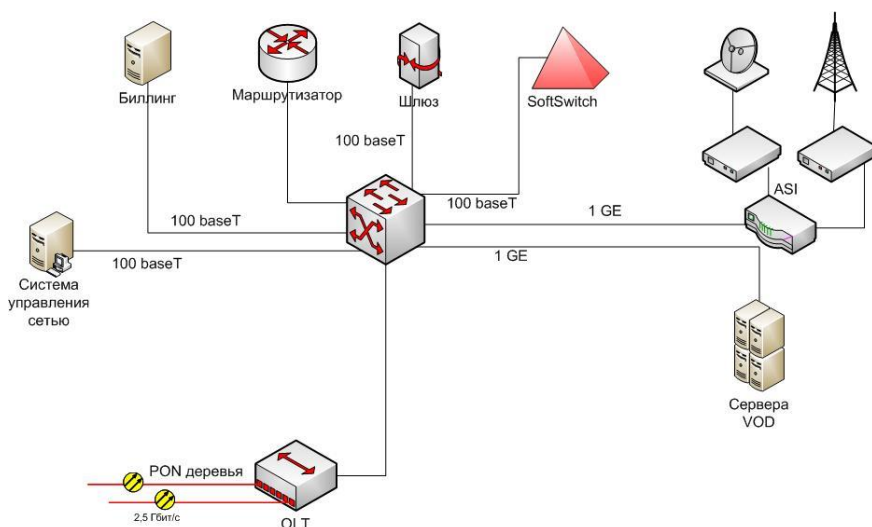 Биллинг
Маршрутизатор
Шлюз
SoftSwitch
100 baseT
ASI
100 baseT
100 baseT
1 GE
100 baseT
1 GE
Система
управления
сетью
Сервера
VOD
PON деревья
2,5 Гбит/с
OLT